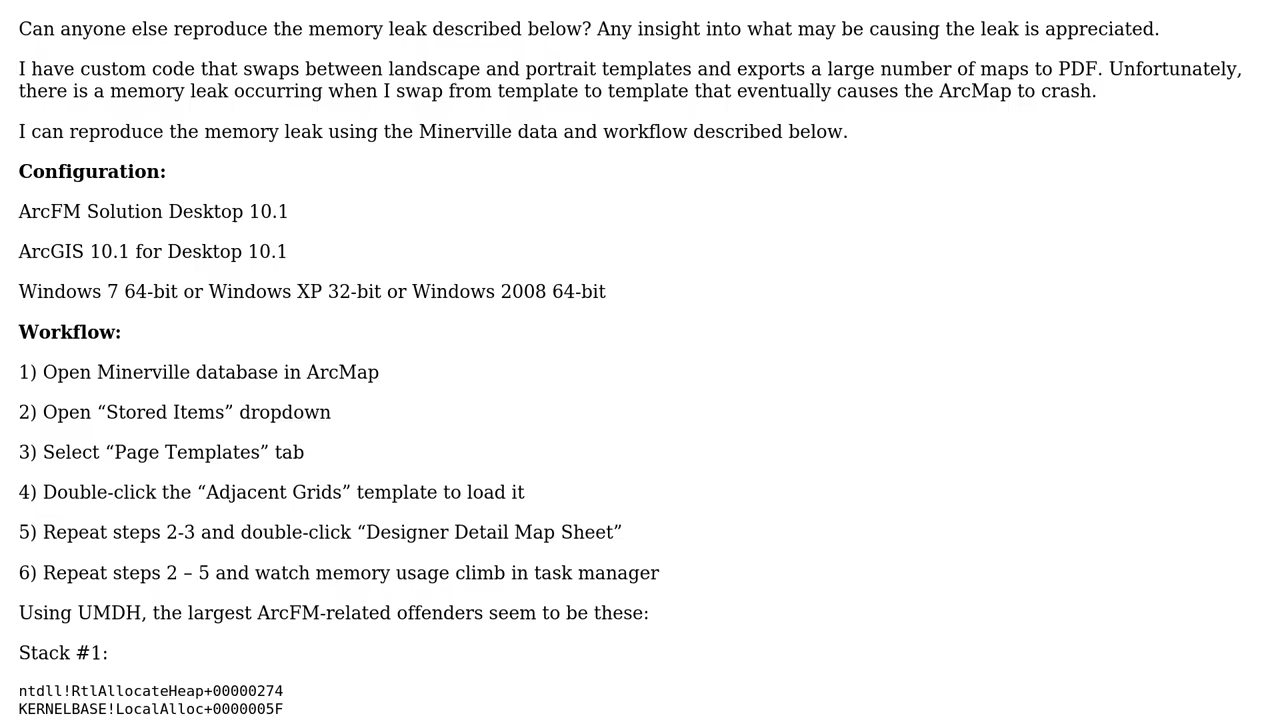 Can anyone else reproduce the memory leak described below? Any insight into what may be causing the leak is appreciated.
I have custom code that swaps between landscape and portrait templates and exports a large number of maps to PDF. Unfortunately,
there is a memory leak occurring when I swap from template to template that eventually causes the ArcMap to crash.
I can reproduce the memory leak using the Minerville data and workflow described below.
Configuration:
ArcFM Solution Desktop 10.1
ArcGIS 10.1 for Desktop 10.1
Windows 7 64-bit or Windows XP 32-bit or Windows 2008 64-bit
Workflow:
1) Open Minerville database in ArcMap
2) Open “Stored Items” dropdown
3) Select “Page Templates” tab
4) Double-click the “Adjacent Grids” template to load it
5) Repeat steps 2-3 and double-click “Designer Detail Map Sheet”
6) Repeat steps 2 – 5 and watch memory usage climb in task manager
Using UMDH, the largest ArcFM-related offenders seem to be these:
Stack #1:
ntdll!RtlAllocateHeap+00000274
KERNELBASE!LocalAlloc+0000005F